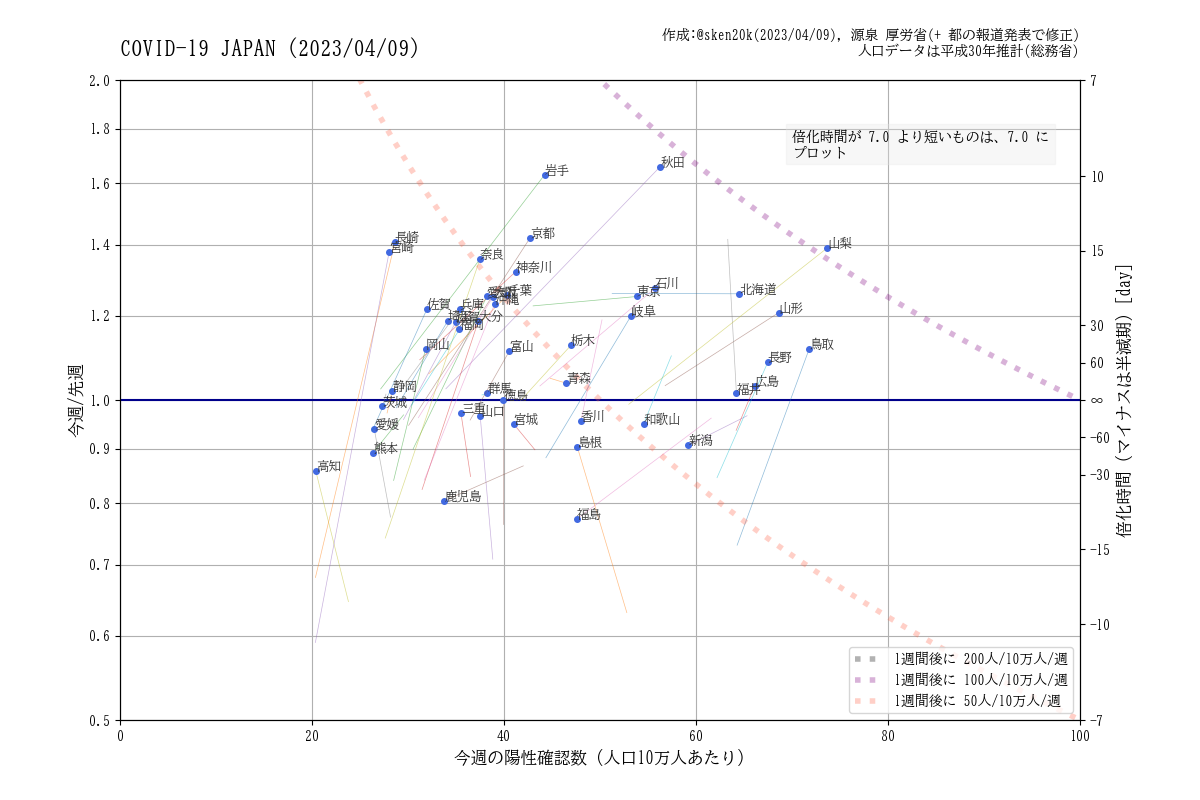 COVID-19 JAPAN (2023/04/09)
作成:@sken20k(2023/04/09), 源泉 厚労省(+ 都の報道発表で修正)
人口データは平成30年推計(総務省)
倍化時間が 7.0 より短いものは、7.0 に
プロット
2.0
1.8
1.6
1.4
1.2
1.0
0.9
0.8
0.7
0.6
0.5
今週/先週
7
10
15
30
60
∞
-60
-30
-15
-10
-7
倍化時間 (マイナスは半減期) [day]
秋田
岩手
京都
長崎
宮崎
山梨
奈良
神奈川
石川
東京
北海道
千葉
沖縄
佐賀
兵庫
山形
岐阜
大分
福岡
岡山
富山
栃木
鳥取
長野
青森
広島
静岡
群馬
福井
徳島
茨城
三重
山口
宮城
香川
和歌山
愛媛
新潟
島根
熊本
高知
鹿児島
福島
1週間後に 200人/10万人/週
1週間後に 100人/10万人/週
1週間後に 50人/10万人/週
0
20
40
60
80
100
今週の陽性確認数 (人口10万人あたり)